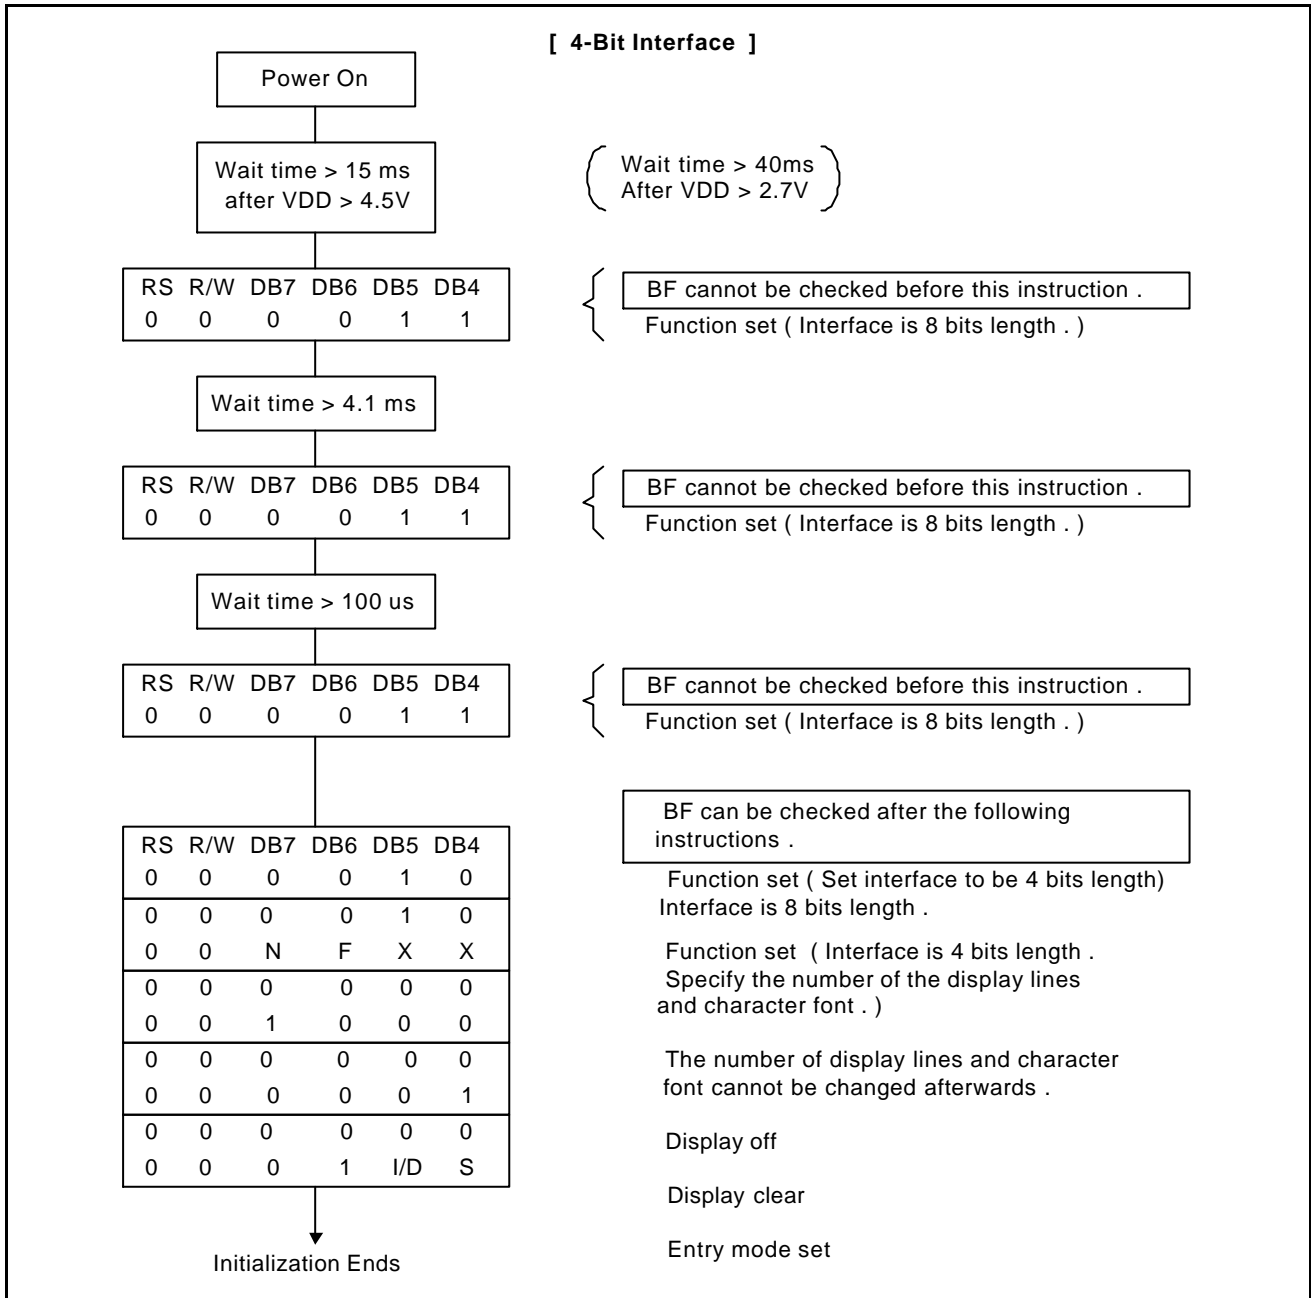 [ 4-Bit Interface ]
Power On
Wait time > 15 ms
after VDD > 4.5V
Wait time > 40ms
After VDD > 2.7V
RS R/W DB7 DB6 DB5 DB4
0 0 0 0 1 1
BF cannot be checked before this instruction .
Function set ( Interface is 8 bits length . )
Wait time > 4.1 ms
RS R/W DB7 DB6 DB5 DB4
0 0 0 0 1 1
BF cannot be checked before this instruction .
Function set ( Interface is 8 bits length . )
Wait time > 100 us
RS R/W DB7 DB6 DB5 DB4
0 0 0 0 1 1
BF cannot be checked before this instruction .
Function set ( Interface is 8 bits length . )
RS R/W DB7 DB6 DB5 DB4
0 0 0 0 1 0
0 0 0 0 1 0
0 0 N F X X
0 0 0 0 0 0
0 0 1 0 0 0
0 0 0 0 0 0
0 0 0 0 0 1
0 0 0 0 0 0
0 0 0 1 I/D S
BF can be checked after the following
instructions .
Function set ( Set interface to be 4 bits length)
Interface is 8 bits length .
Function set ( Interface is 4 bits length .
Specify the number of the display lines
and character font . )
The number of display lines and character
font cannot be changed afterwards .
Display off
Display clear
Entry mode set
Initialization Ends